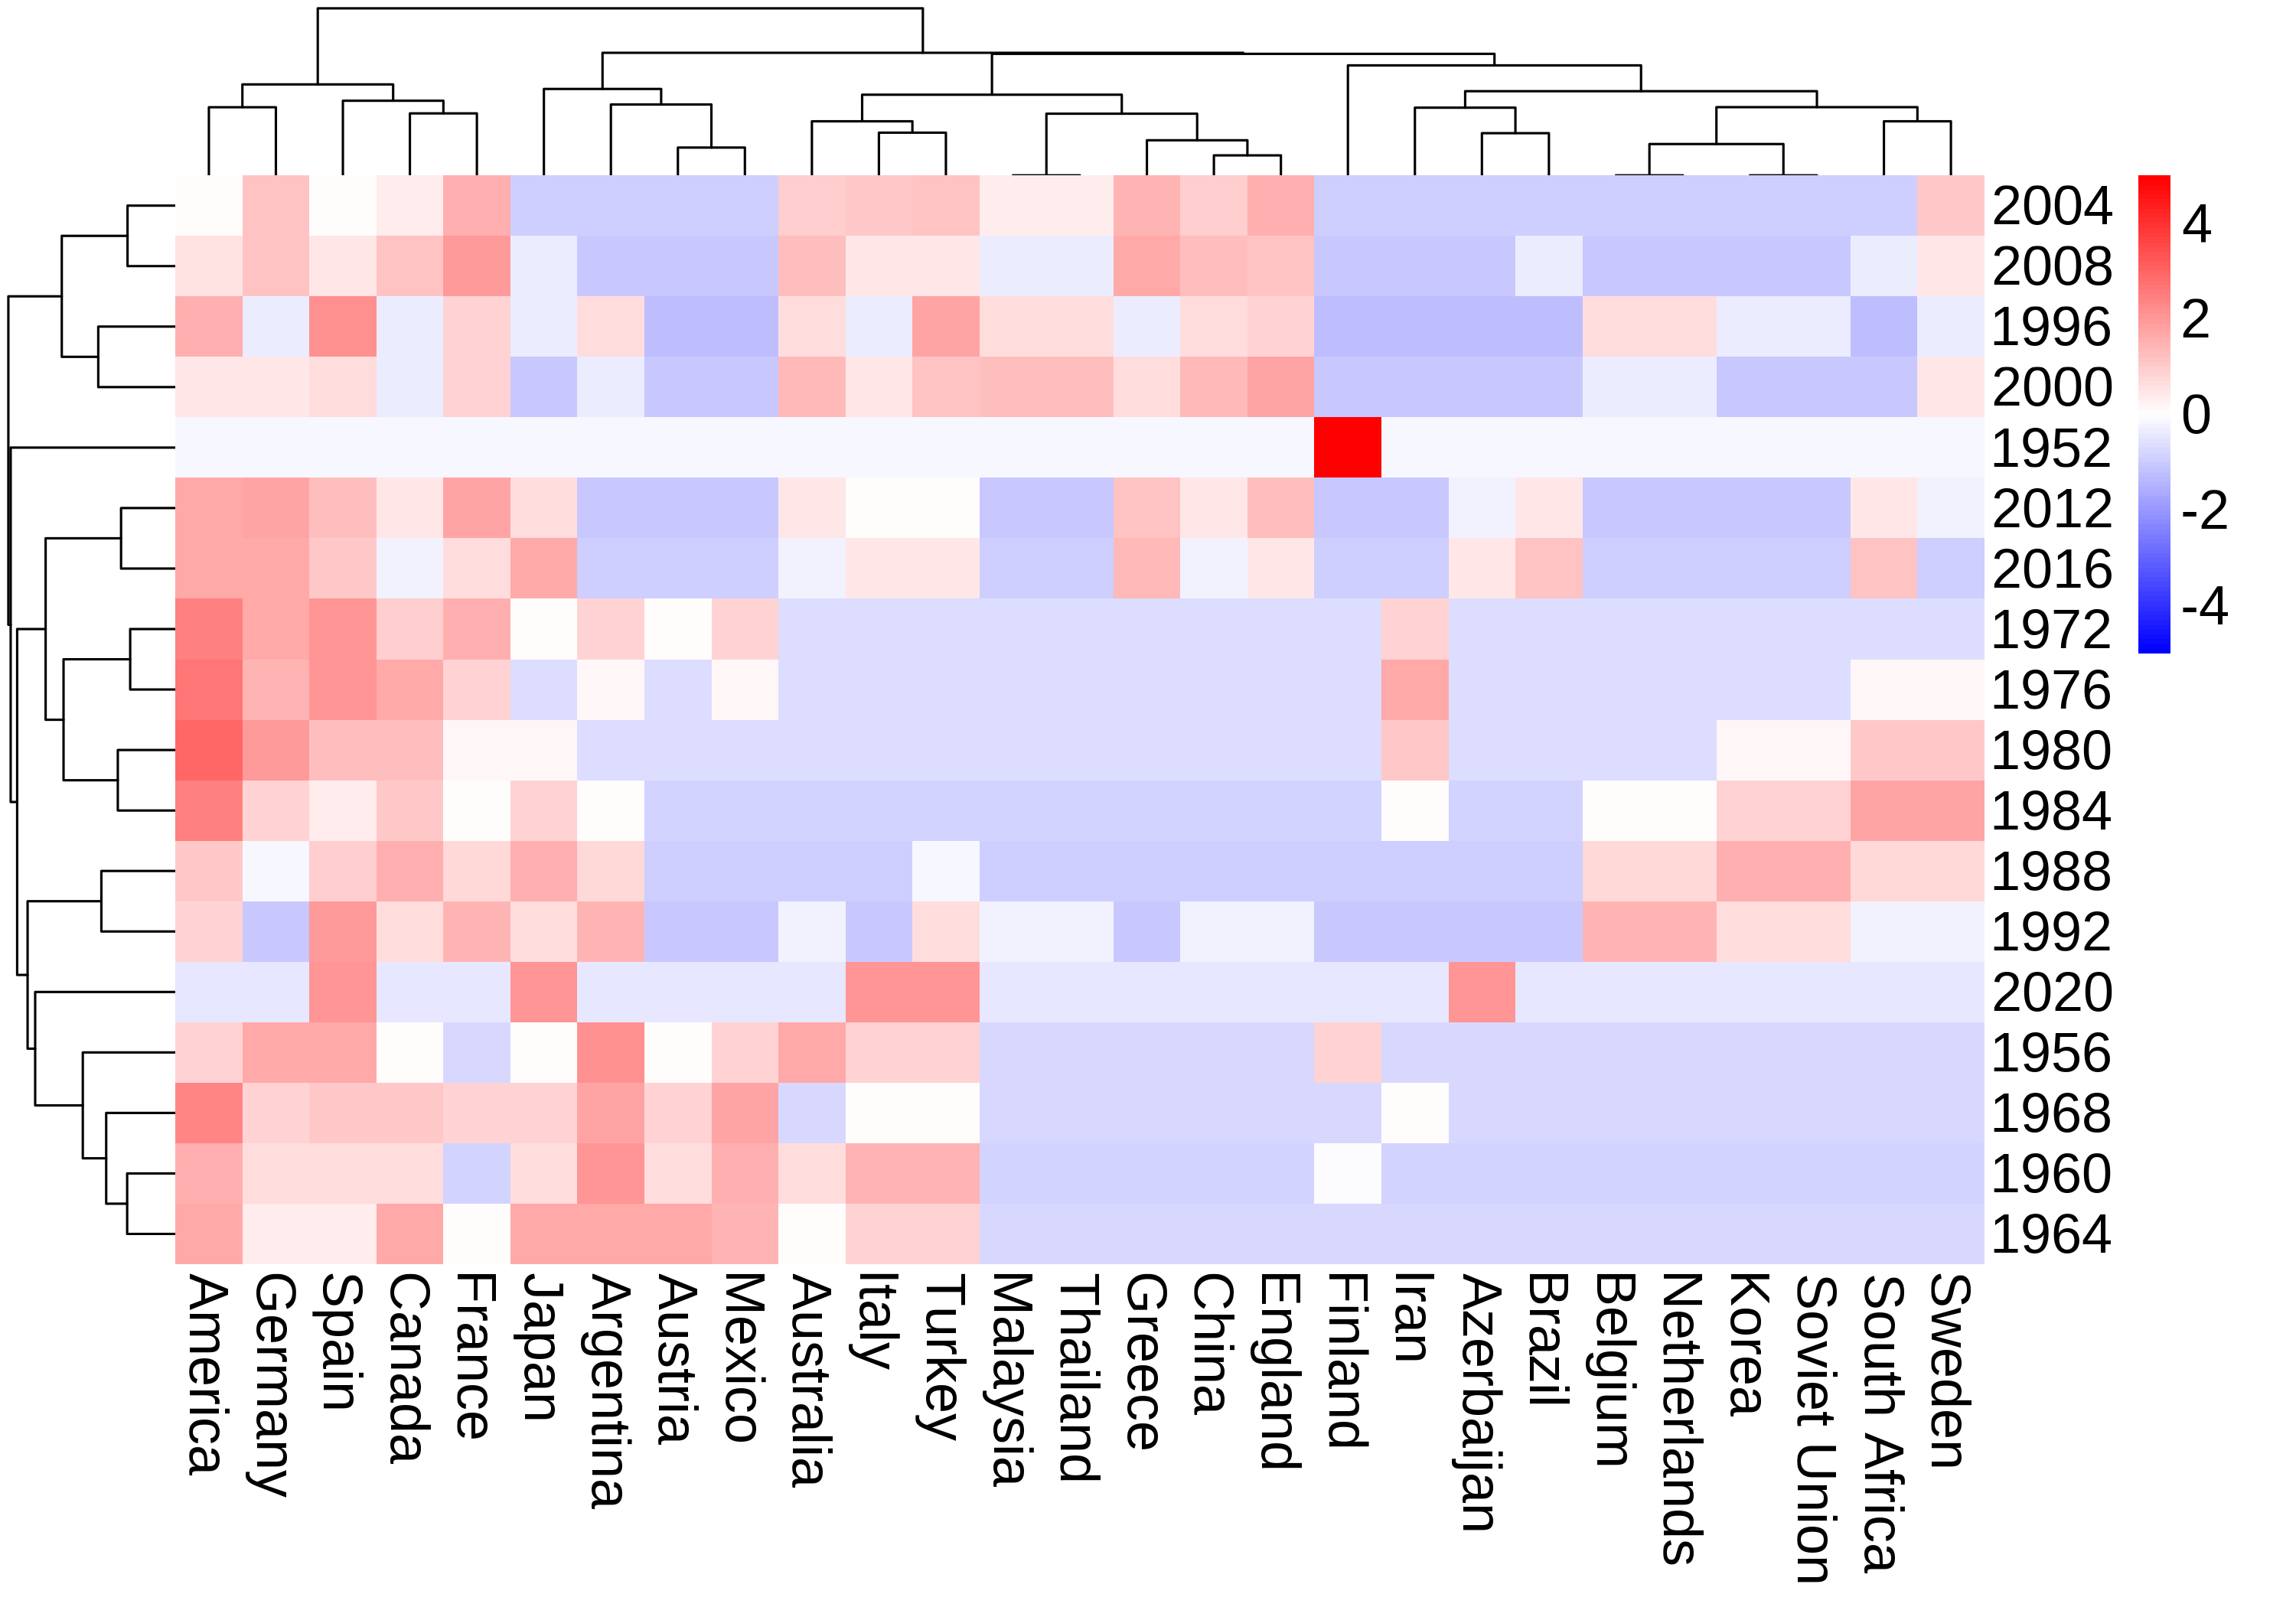 2004
2008
1996
2000
1952
2012
2016
1972
1976
1980
1984
1988
1992
2020
1956
1968
1960
1964
4
2
0
-2
-4
America
Germany
Spain
Canada
France
Japan
Argentina
Austria
Mexico
Australia
Italy
Turkey
Malaysia
Thailand
Greece
China
England
Finland
Iran
Azerbaijan
Brazil
Belgium
Netherlands
Korea
Soviet Union
South Africa
Sweden